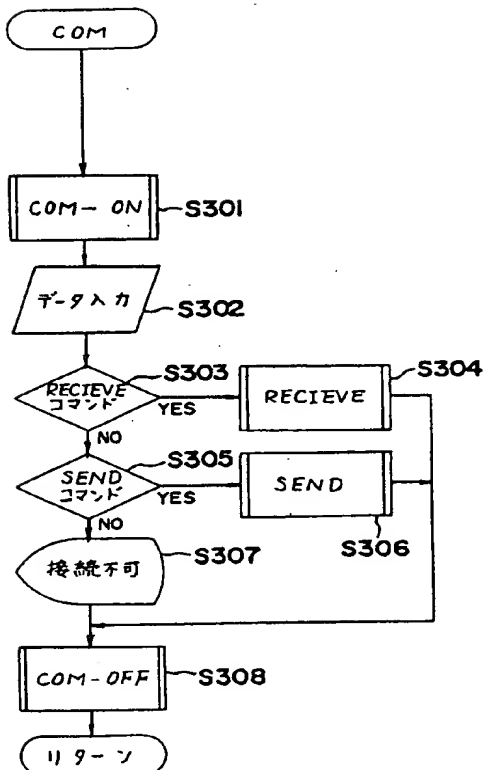 COM
COM-ON
S301
データ入力
S302
S303
RECIEVE
コマンド
YES
RECIEVE
S304
NO
S305
SEND
コマンド
YES
SEND
S306
NO
接続不可
S307
COM-OFF
S308
リターン